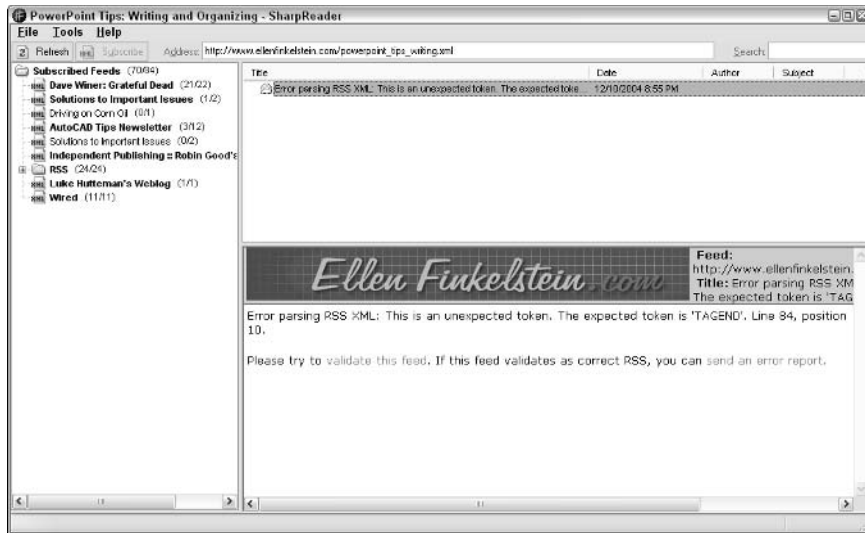 PowerPoint Tips: Writing and Organizing - SharpReader
File Tools Help
Refresh Subscribe Address: http://www.ellenfinkelstein.com/powerpoint_tips_writing.xml Search:
Subscribed Feeds (70/84)
Dave Winer: Grateful Dead (21/22)
Solutions to Important Issues (1/2)
Driving on Corn Oil (0/1)
AutoCAD Tips Newsletter (3/12)
Solutions to Important Issues (0/2)
Independent Publishing :: Robin Good's
RSS (24/24)
Luke Hutteman's Weblog (1/1)
Wired (11/11)
Title Date Author Subject
Error parsing RSS XML: This is an unexpected token. The expected toke... 12/10/2004 8:55 PM
Ellen Finkelstein.com
Feed:
http://www.ellenfinkelstein.
Title: Error parsing RSS XM
The expected token is 'TAG
Error parsing RSS XML: This is an unexpected token. The expected token is 'TAGEND'. Line 84, position
10.
Please try to validate this feed. If this feed validates as correct RSS, you can send an error report.